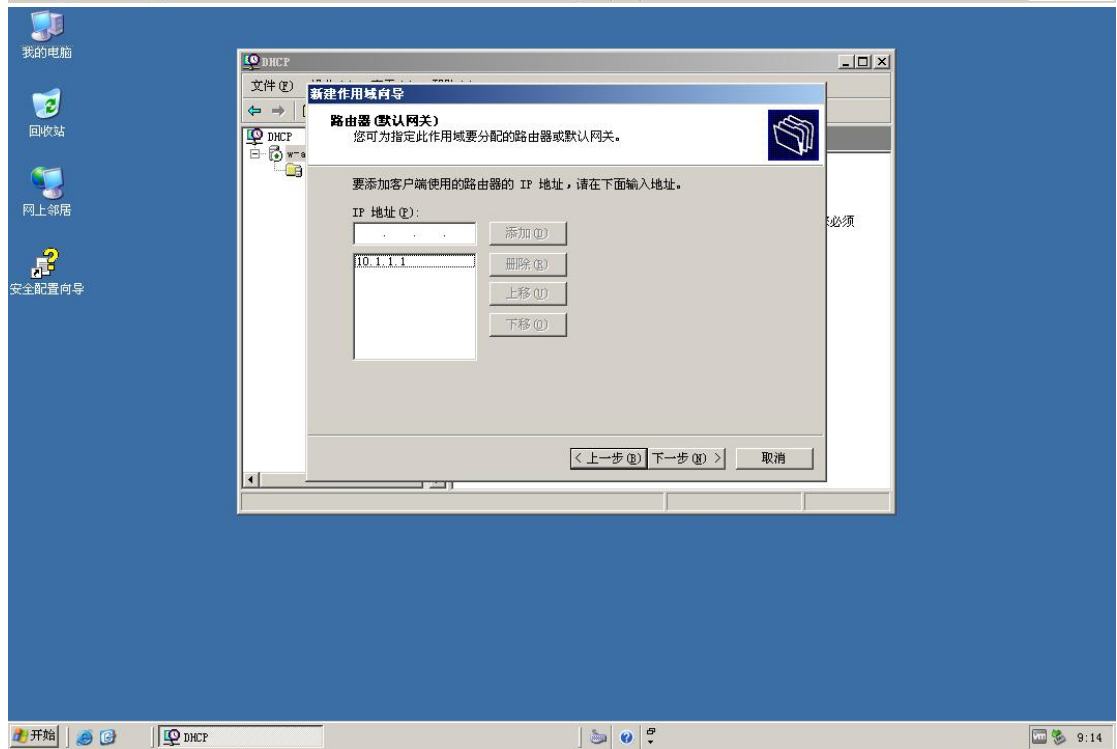 我的电脑
回收站
网上邻居
安全配置向导
DHCP
文件(F)
新建作用域向导
路由器(默认网关)
您可为指定此作用域要分配的路由器或默认网关。
DHCP
要添加客户端使用的路由器的 IP 地址，请在下面输入地址。
IP 地址(P):
. . .
添加(D)
10.1.1.1
删除(R)
上移(U)
下移(O)
必须
< 上一步(B)
下一步(N) >
取消
开始
DHCP
9:14